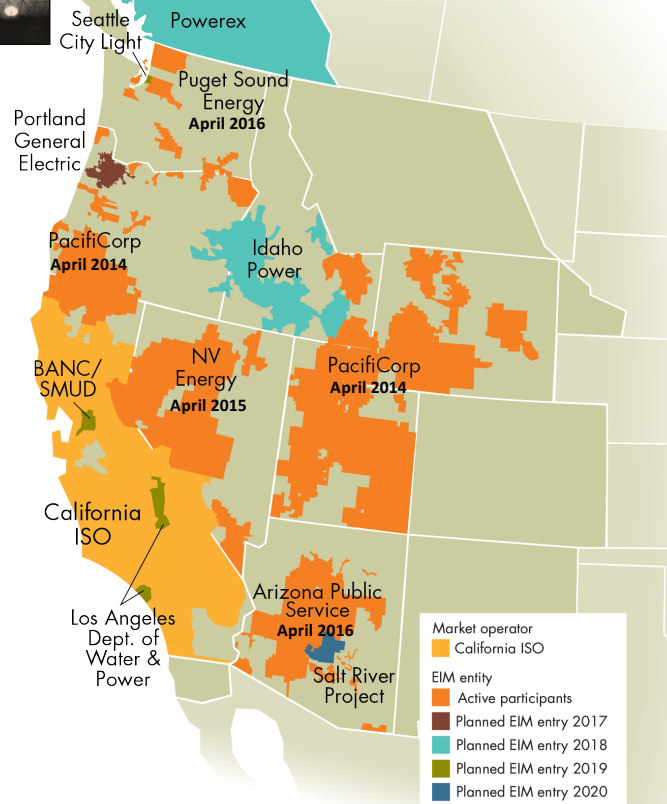 Seattle
City Light
Powerex
Puget Sound
Energy
April 2016
Portland
General
Electric
PacifiCorp
April 2014
Idaho
Power
BANC/
SMUD
NV
Energy
April 2015
PacifiCorp
April 2014
California
ISO
Los Angeles
Dept. of
Water &
Power
Arizona Public
Service
April 2016
Salt River
Project
Market operator
California ISO
EIM entity
Active participants
Planned EIM entry 2017
Planned EIM entry 2018
Planned EIM entry 2019
Planned EIM entry 2020